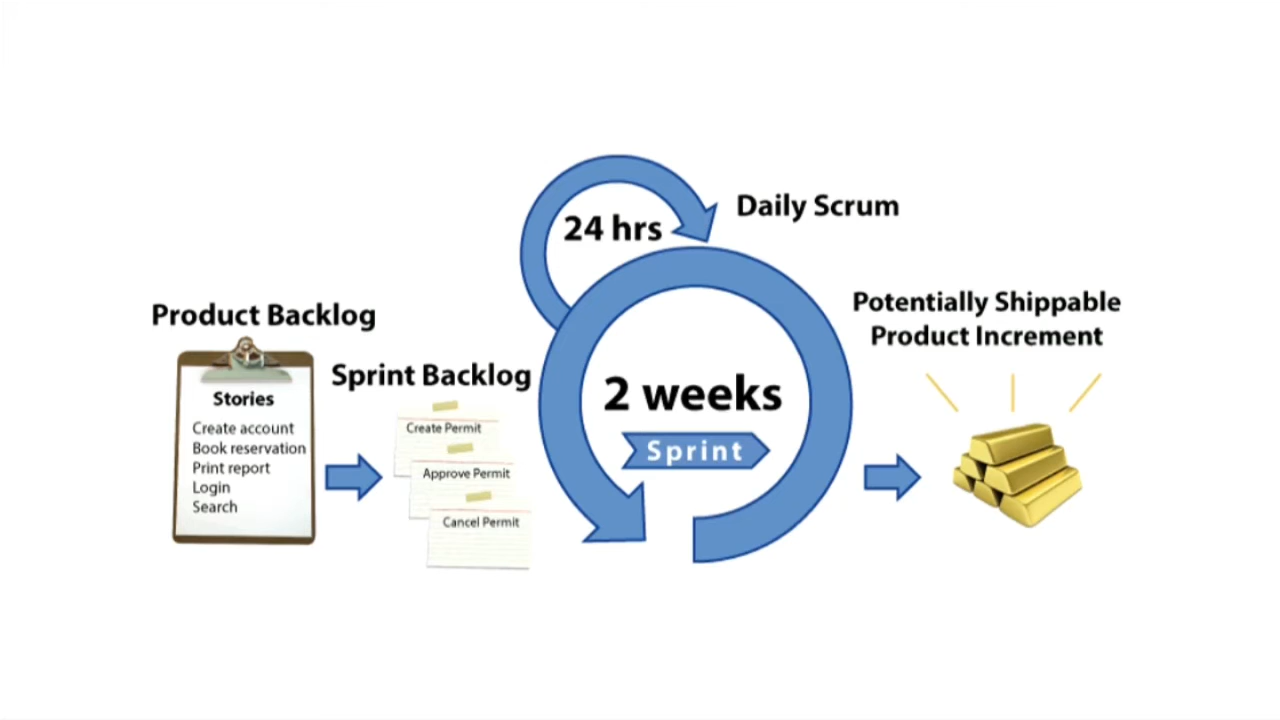 Product Backlog
Stories
Create account
Book reservation
Print report
Login
Search
Sprint Backlog
Create Permit
Approve Permit
Cancel Permit
24 hrs
Daily Scrum
2 weeks
Sprint
Potentially Shippable
Product Increment